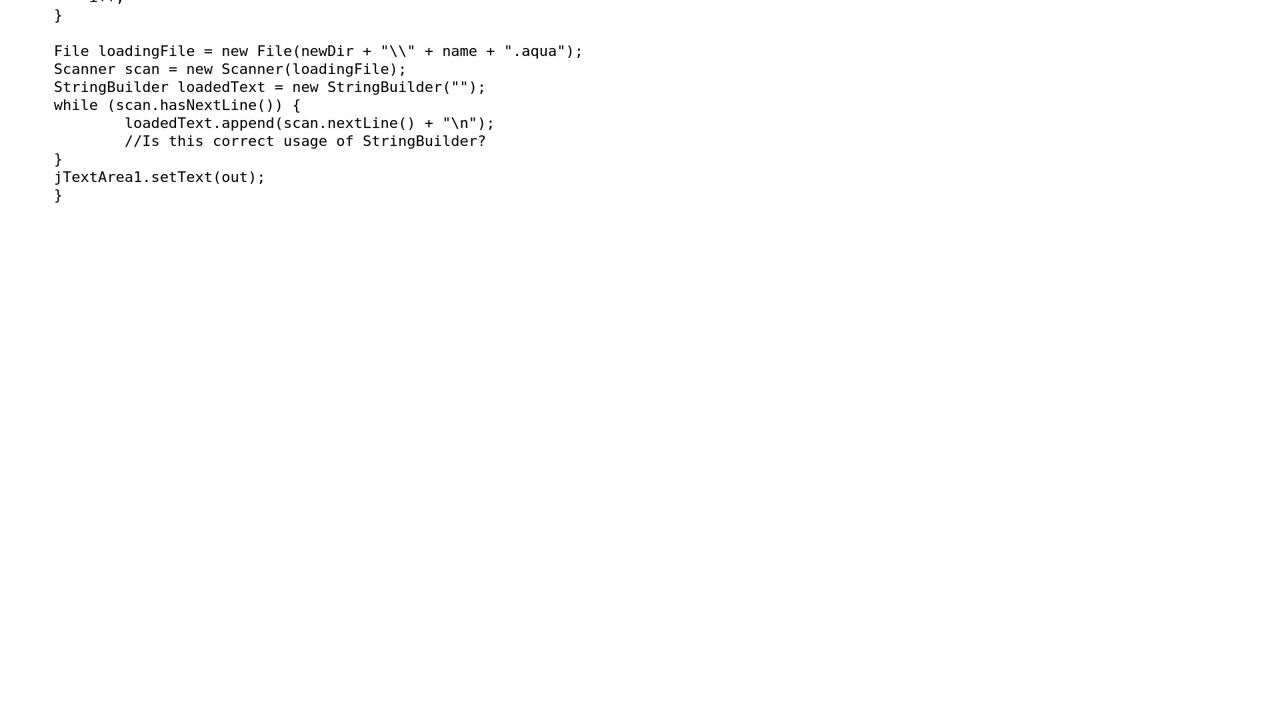 }
File loadingFile = new File(newDir + "\\" + name + ".aqua");
Scanner scan = new Scanner(loadingFile);
StringBuilder loadedText = new StringBuilder("");
while (scan.hasNextLine()) {
        loadedText.append(scan.nextLine() + "\n");
        //Is this correct usage of StringBuilder?
}
jTextArea1.setText(out);
}